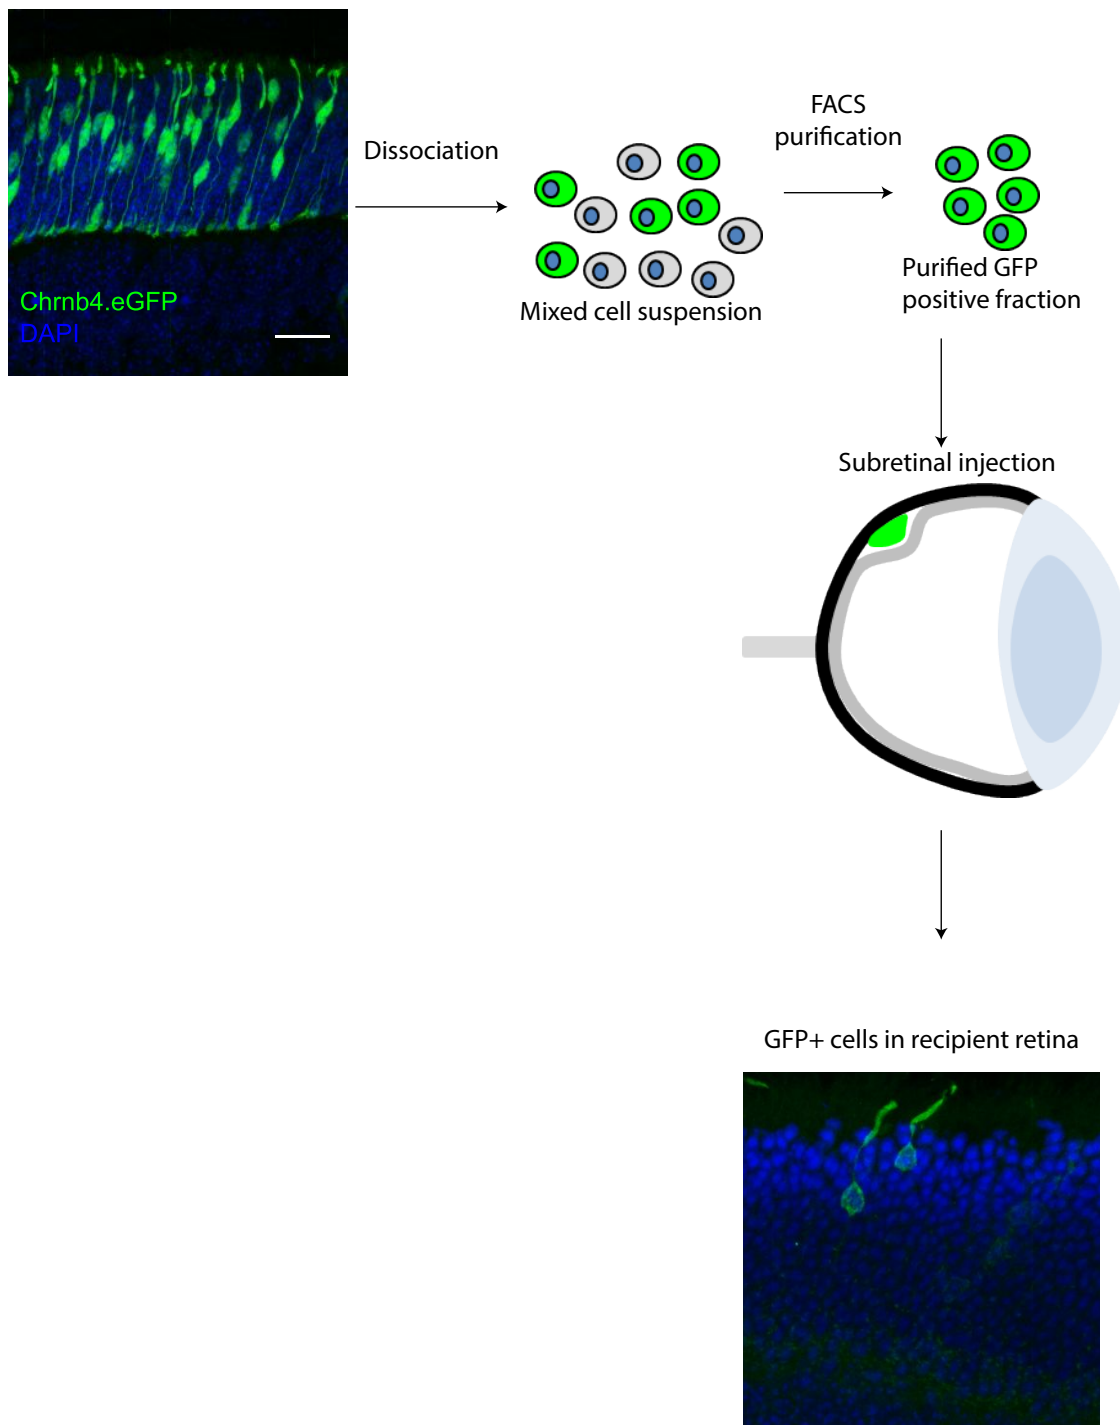 Chrnb4.eGFP
DAPI
Dissociation
Mixed cell suspension
FACS
purification
Purified GFP
positive fraction
Subretinal injection
GFP+ cells in recipient retina